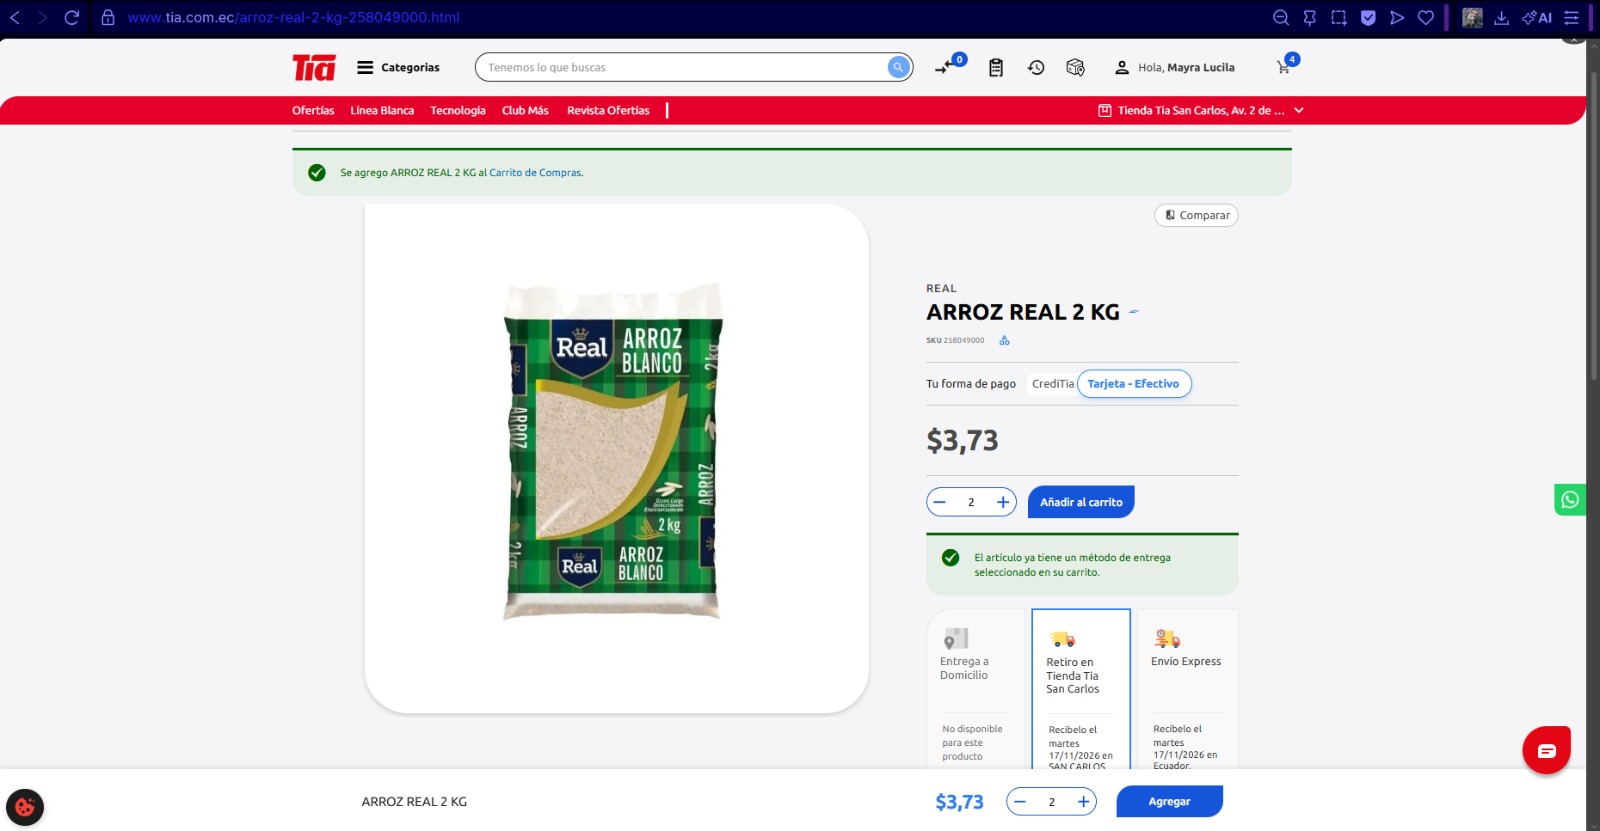 www.tia.com.ec/arroz-real-2-kg-258049000.html
AI
Tia
Categorias
Tenemos lo que buscas
0
Hola, Mayra Lucila
4
Ofertias
Línea Blanca
Tecnología
Club Más
Revista Ofertías
Tienda Tia San Carlos, Av. 2 de ...
Se agrego ARROZ REAL 2 KG al Carrito de Compras.
Comparar
Real
ARROZ
BLANCO
2kg
ARROZ
ARROZ
2 kg
2K
Real
ARROZ
BLANCO
REAL
ARROZ REAL 2 KG
SKU 258049000
Tu forma de pago
CrediTia
Tarjeta - Efectivo
$3,73
2
Añadir al carrito
El artículo ya tiene un método de entrega
seleccionado en su carrito.
Entrega a
Domicilio
No disponible
para este
producto
Retiro en
Tienda Tia
San Carlos
Recíbelo el
martes
17/11/2026 en
SAN CARLOS
Envío Express
Recíbelo el
martes
17/11/2026 en
Ecuador.
ARROZ REAL 2 KG
$3,73
2
Agregar